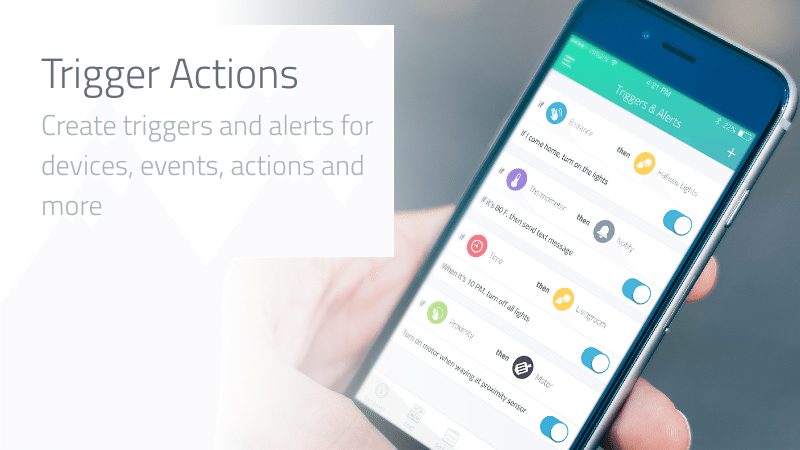 Trigger Actions
Create triggers and alerts for
devices, events, actions and
more
4:21 PM
22%
Triggers & Alerts
+
if
Entrance
then
Hallway Lights
If I come home, turn on the lights
if
Thermometer
then
Notify
If it's 80 F, then send text message
if
Time
then
Livingroom
When it's 10 PM, turn off all lights
if
Proximity
then
Motor
Turn on motor when waving at proximity sensor